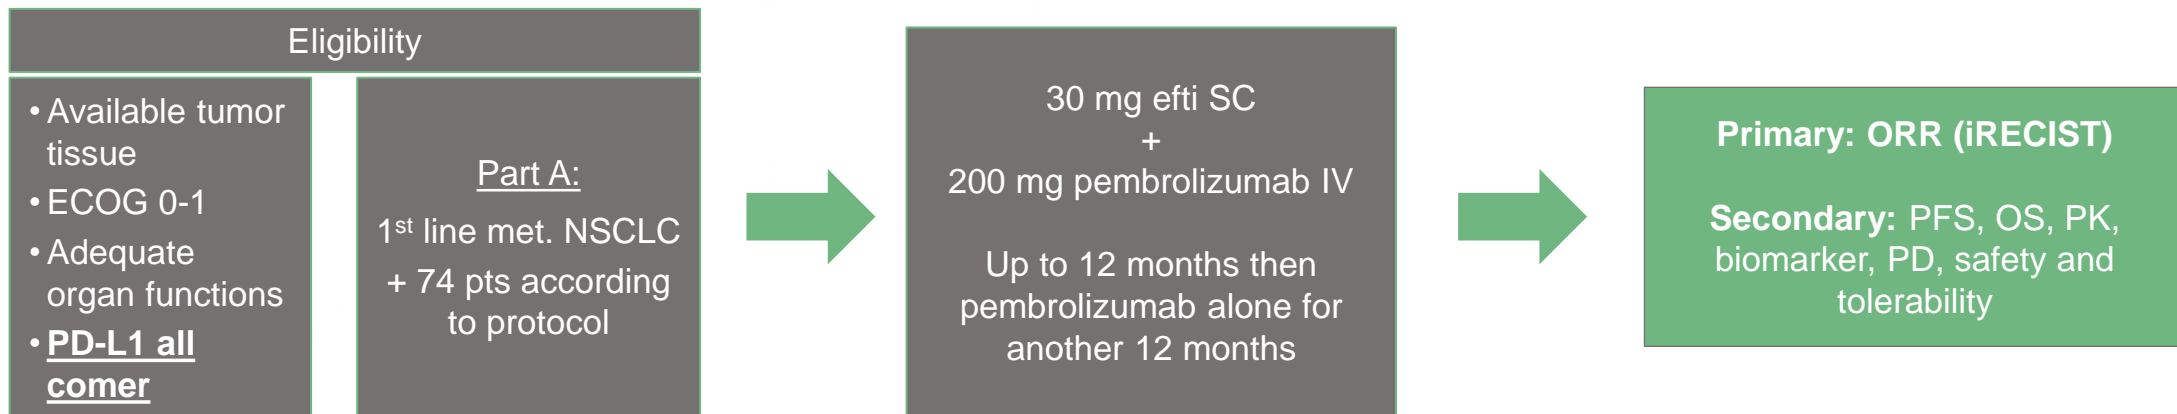 Eligibility
• Available tumor
tissue
• ECOG 0-1
• Adequate
organ functions
• PD-L1 all
comer
Part A:
1st line met. NSCLC
+ 74 pts according
to protocol
30 mg efti SC
+
200 mg pembrolizumab IV
Up to 12 months then
pembrolizumab alone for
another 12 months
Primary: ORR (iRECIST)
Secondary: PFS, OS, PK,
biomarker, PD, safety and
tolerability